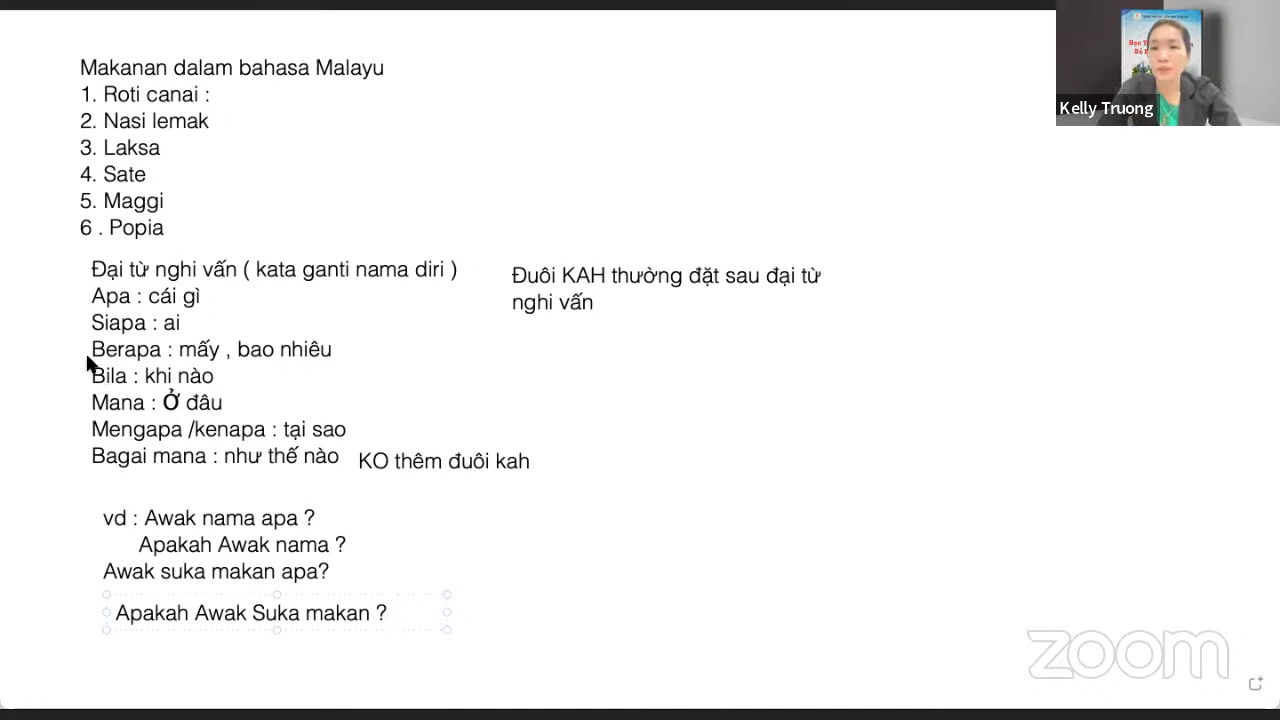 Makanan dalam bahasa Malayu
1. Roti canai :
2. Nasi lemak
3. Laksa
4. Sate
5. Maggi
6 . Popia
Đại từ nghi vấn ( kata ganti nama diri )
Apa : cái gì
Siapa : ai
Berapa : mấy , bao nhiêu
Bila : khi nào
Mana : Ở đâu
Mengapa /kenapa : tại sao
Bagai mana : như thế nào
KO thêm đuôi kah
Đuôi KAH thường đặt sau đại từ
nghi vấn
vd : Awak nama apa ?
Apakah Awak nama ?
Awak suka makan apa?
Apakah Awak Suka makan ?
Kelly Truong
zoom